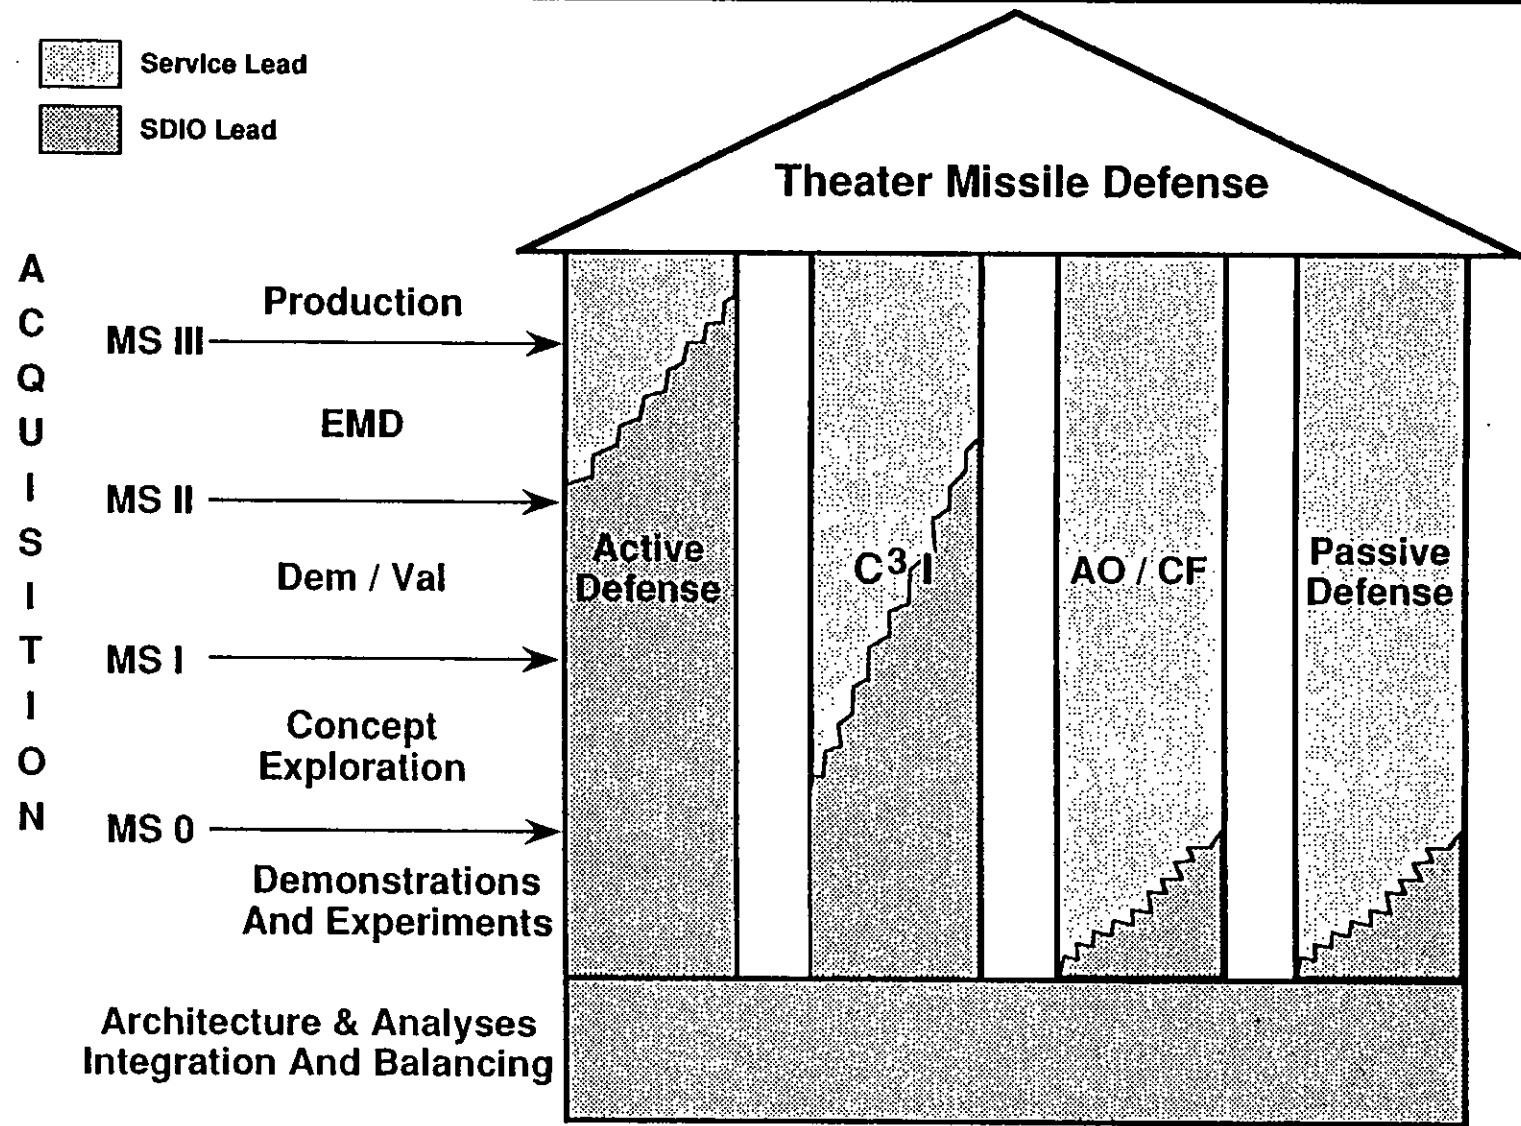 Service Lead
SDIO Lead
Theater Missile Defense
ACQUISITION
Production
MS III
EMD
MS II
Dem / Val
MS I
Concept
Exploration
MS 0
Demonstrations
And Experiments
Architecture & Analyses
Integration And Balancing
Active
Defense
C³I
AO / CF
Passive
Defense